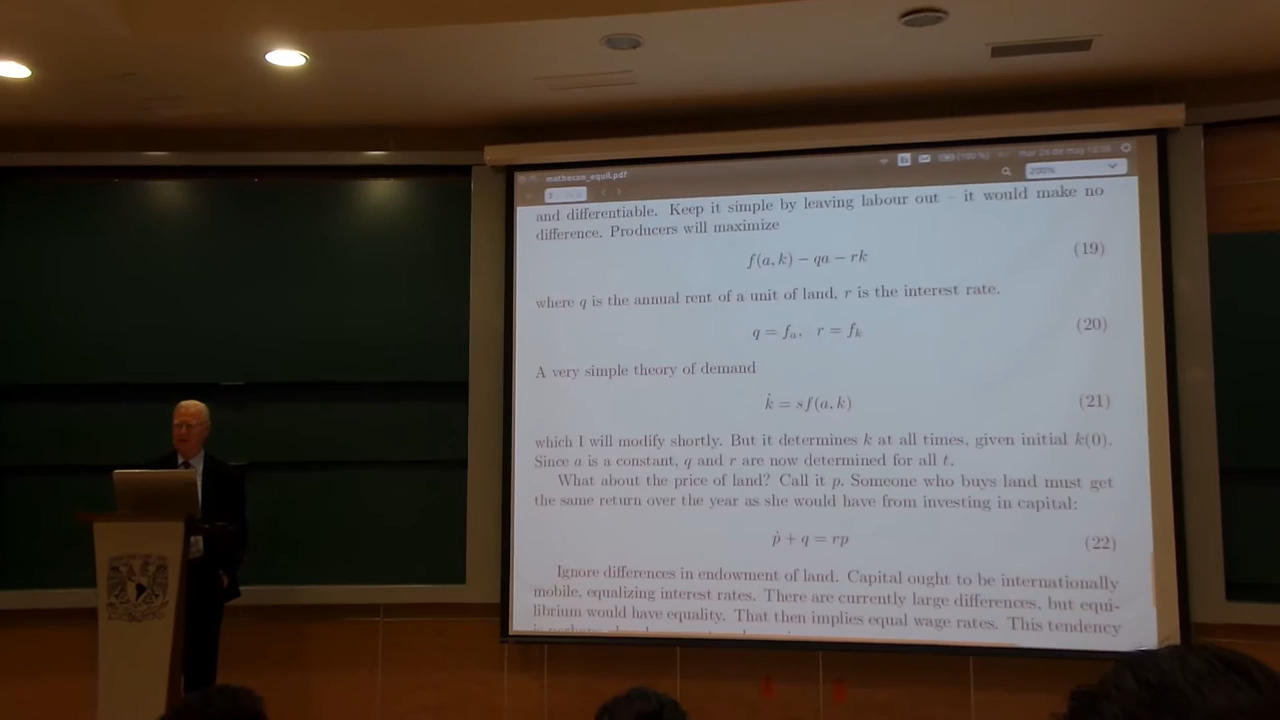 mathecan_equil.pdf
(100 %)
200%
and differentiable. Keep it simple by leaving labour out – it would make no
difference. Producers will maximize
f(a, k) − qa − rk (19)
where q is the annual rent of a unit of land, r is the interest rate.
q = fₐ, r = fₖ (20)
A very simple theory of demand
k̇ = sf(a, k) (21)
which I will modify shortly. But it determines k at all times, given initial k(0).
Since a is a constant, q and r are now determined for all t.
What about the price of land? Call it p. Someone who buys land must get
the same return over the year as she would have from investing in capital:
ṗ + q = rp (22)
Ignore differences in endowment of land. Capital ought to be internationally
mobile, equalizing interest rates. There are currently large differences, but equi-
librium would have equality. That then implies equal wage rates. This tendency